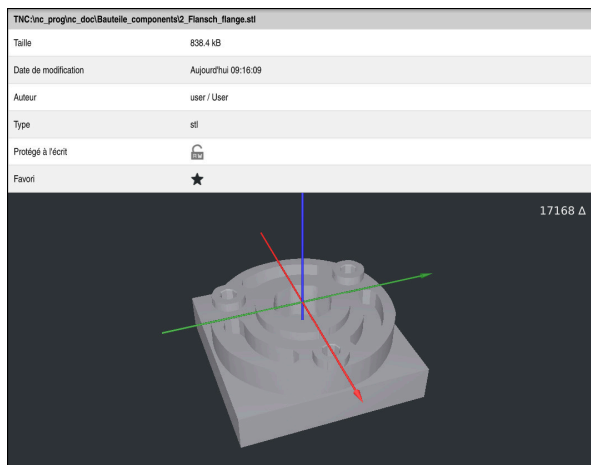 TNC:\nc_prog\nc_doc\Bauteile_components\2_Flansch_flange.stl
Taille 838.4 kB
Date de modification Aujourd'hui 09:16:09
Auteur user / User
Type stl
Protégé à l'écrit
Favori
17168 Δ